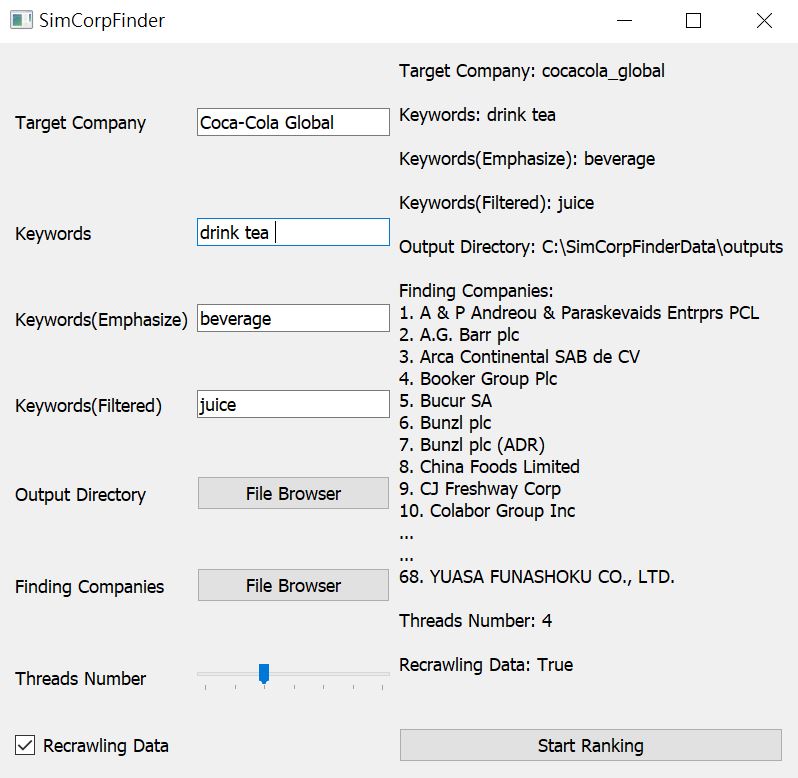 SimCorpFinder
Target Company
Coca-Cola Global
Keywords
drink tea
Keywords(Emphasize)
beverage
Keywords(Filtered)
juice
Output Directory
File Browser
Finding Companies
File Browser
Threads Number
Recrawling Data
Target Company: cocacola_global
Keywords: drink tea
Keywords(Emphasize): beverage
Keywords(Filtered): juice
Output Directory: C:\SimCorpFinderData\outputs
Finding Companies:
1. A & P Andreou & Paraskevaids Entrprs PCL
2. A.G. Barr plc
3. Arca Continental SAB de CV
4. Booker Group Plc
5. Bucur SA
6. Bunzl plc
7. Bunzl plc (ADR)
8. China Foods Limited
9. CJ Freshway Corp
10. Colabor Group Inc
...
...
68. YUASA FUNASHOKU CO., LTD.
Threads Number: 4
Recrawling Data: True
Start Ranking